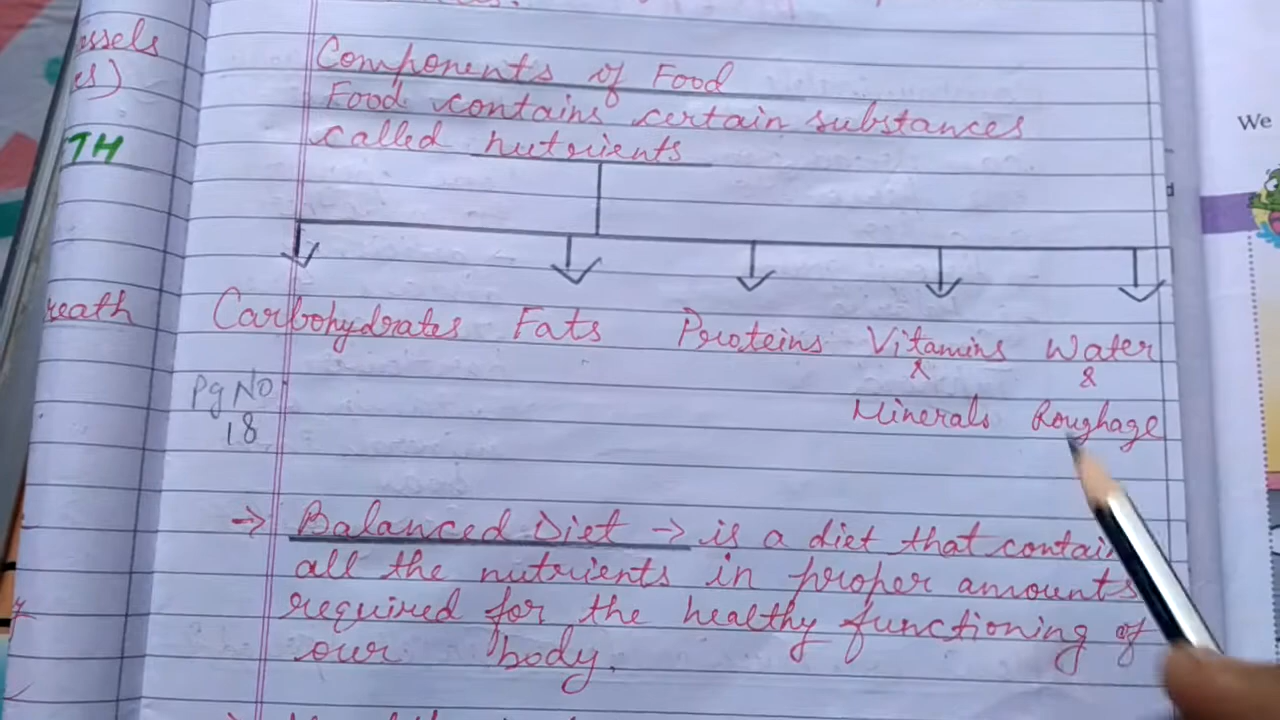 essels
es)
TH
reath
Components of Food
Food contains certain substances
called nutrients
Carbohydrates Fats Proteins Vitamins & Minerals Water & Roughage
Pg No
18
→ Balanced Diet → is a diet that contain
all the nutrients in proper amounts
required for the healthy functioning of
our body.
We